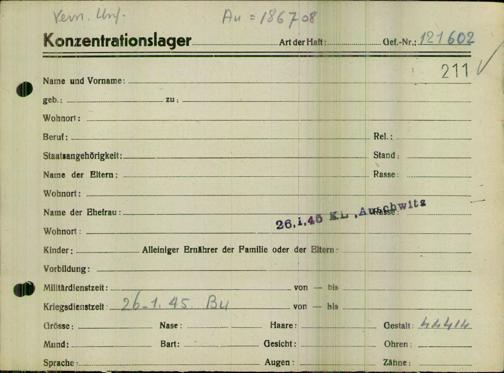 Verw. Unf. Au = 186708
Konzentrationslager Art der Haft: Gef.-Nr.: 121602
211
Name und Vorname:
geb.: zu:
Wohnort:
Beruf: Rel.:
Staatsangehörigkeit: Stand:
Name der Eltern: Rasse:
Wohnort:
Name der Ehefrau: Rasse:
26.1.45 KL. Auschwitz
Wohnort:
Kinder: Alleiniger Ernährer der Familie oder der Eltern:
Vorbildung:
Militärdienstzeit: von — bis
Kriegsdienstzeit: 26-1.45. Bu von — bis
Grösse: Nase: Haare: Gestalt: 44414
Mund: Bart: Gesicht: Ohren:
Sprache: Augen: Zähne: